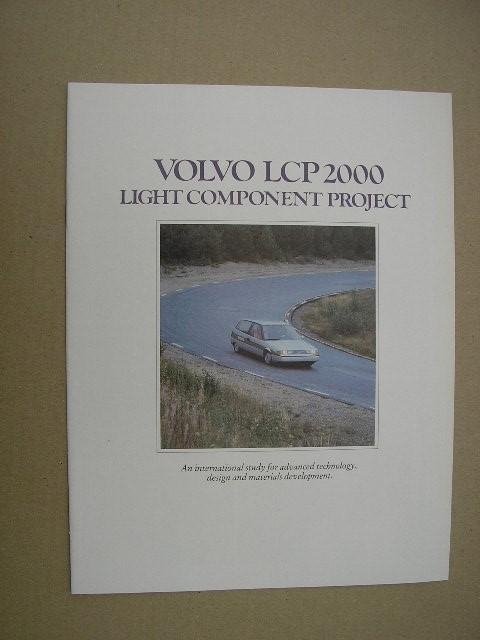 VOLVO LCP 2000
LIGHT COMPONENT PROJECT
An international study for advanced technology,
design and materials development.